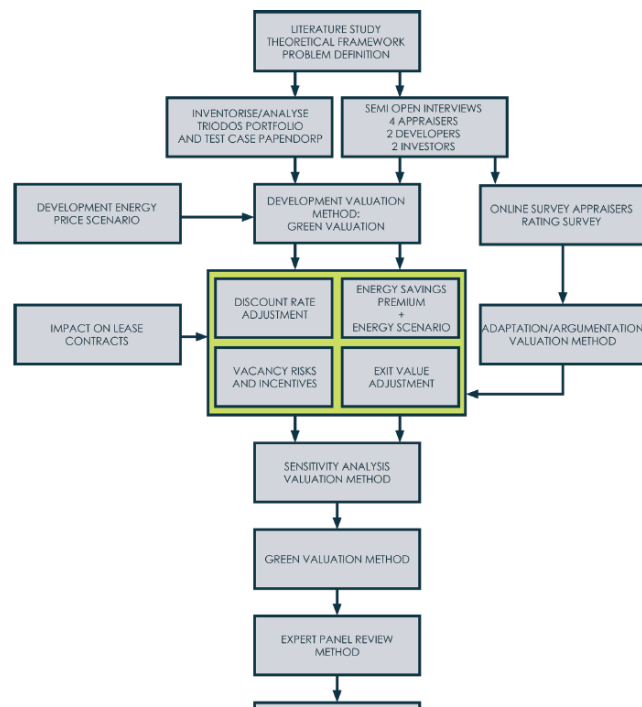 LITERATURE STUDY
THEORETICAL FRAMEWORK
PROBLEM DEFINITION
INVENTORISE/ANALYSE
TRIODOS PORTFOLIO
AND TEST CASE PAPENDORP
SEMI OPEN INTERVIEWS
4 APPRAISERS
2 DEVELOPERS
2 INVESTORS
DEVELOPMENT ENERGY
PRICE SCENARIO
DEVELOPMENT VALUATION
METHOD:
GREEN VALUATION
ONLINE SURVEY APPRAISERS
RATING SURVEY
IMPACT ON LEASE
CONTRACTS
DISCOUNT RATE
ADJUSTMENT
ENERGY SAVINGS
PREMIUM
+
ENERGY SCENARIO
VACANCY RISKS
AND INCENTIVES
EXIT VALUE
ADJUSTMENT
ADAPTATION/ARGUMENTATION
VALUATION METHOD
SENSITIVITY ANALYSIS
VALUATION METHOD
GREEN VALUATION METHOD
EXPERT PANEL REVIEW
METHOD